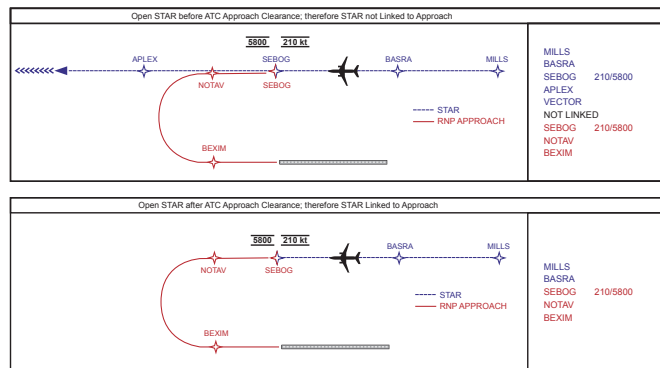 Open STAR before ATC Approach Clearance; therefore STAR not Linked to Approach
5800 210 kt
APLEX SEBOG BASRA MILLS
NOTAV SEBOG
STAR
RNP APPROACH
BEXIM
MILLS
BASRA
SEBOG 210/5800
APLEX
VECTOR
NOT LINKED
SEBOG 210/5800
NOTAV
BEXIM
Open STAR after ATC Approach Clearance; therefore STAR Linked to Approach
5800 210 kt
BASRA MILLS
NOTAV SEBOG
STAR
RNP APPROACH
BEXIM
MILLS
BASRA
SEBOG 210/5800
NOTAV
BEXIM